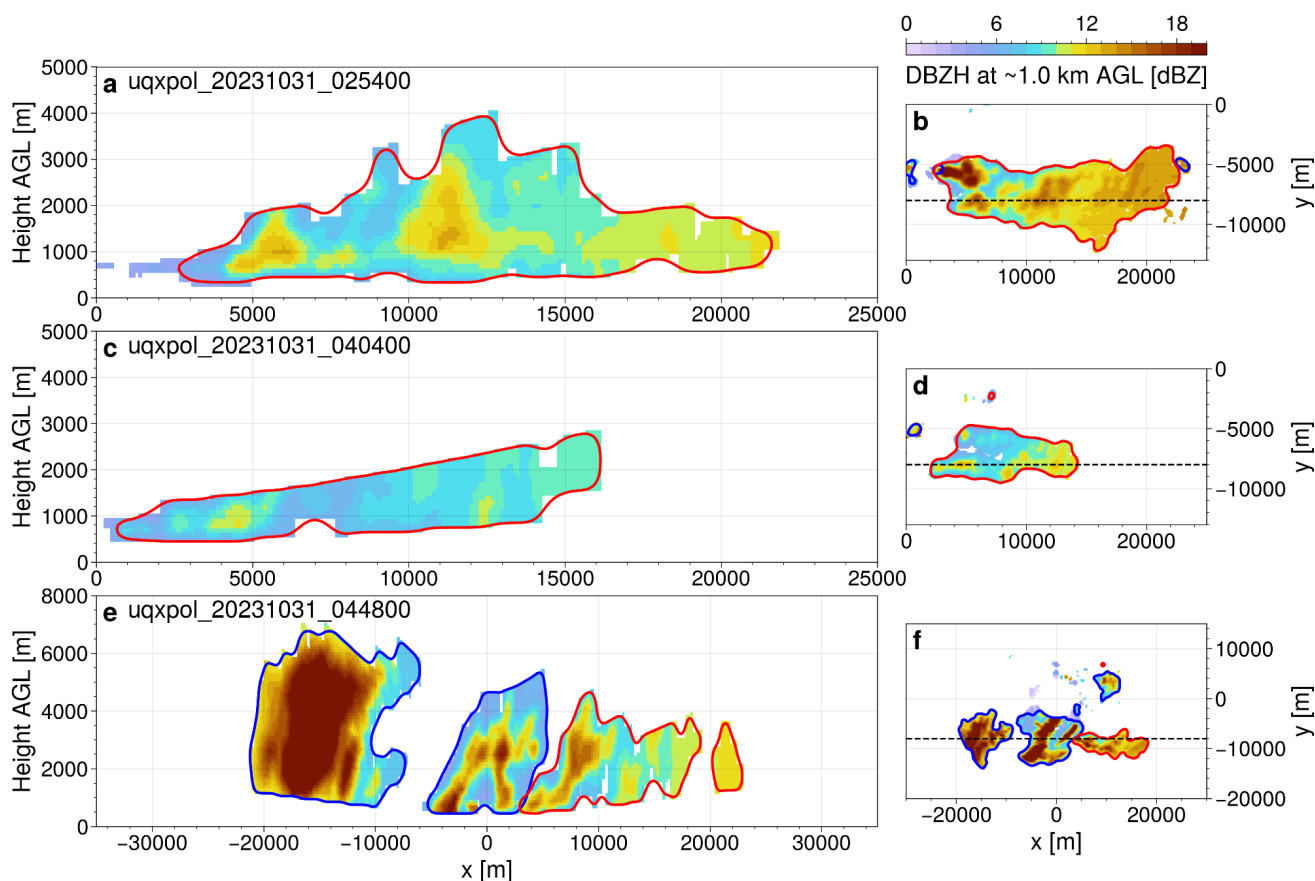 0 6 12 18
DBZH at ~1.0 km AGL [dBZ]
a uqxpol_20231031_025400
Height AGL [m]
5000
4000
3000
2000
1000
0
0 5000 10000 15000 20000 25000
b
0
−5000
−10000
y [m]
0 10000 20000
c uqxpol_20231031_040400
Height AGL [m]
5000
4000
3000
2000
1000
0
0 5000 10000 15000 20000 25000
d
0
−5000
−10000
y [m]
0 10000 20000
e uqxpol_20231031_044800
Height AGL [m]
8000
6000
4000
2000
0
−30000 −20000 −10000 0 10000 20000 30000
x [m]
f
10000
0
−10000
−20000
y [m]
−20000 0 20000
x [m]